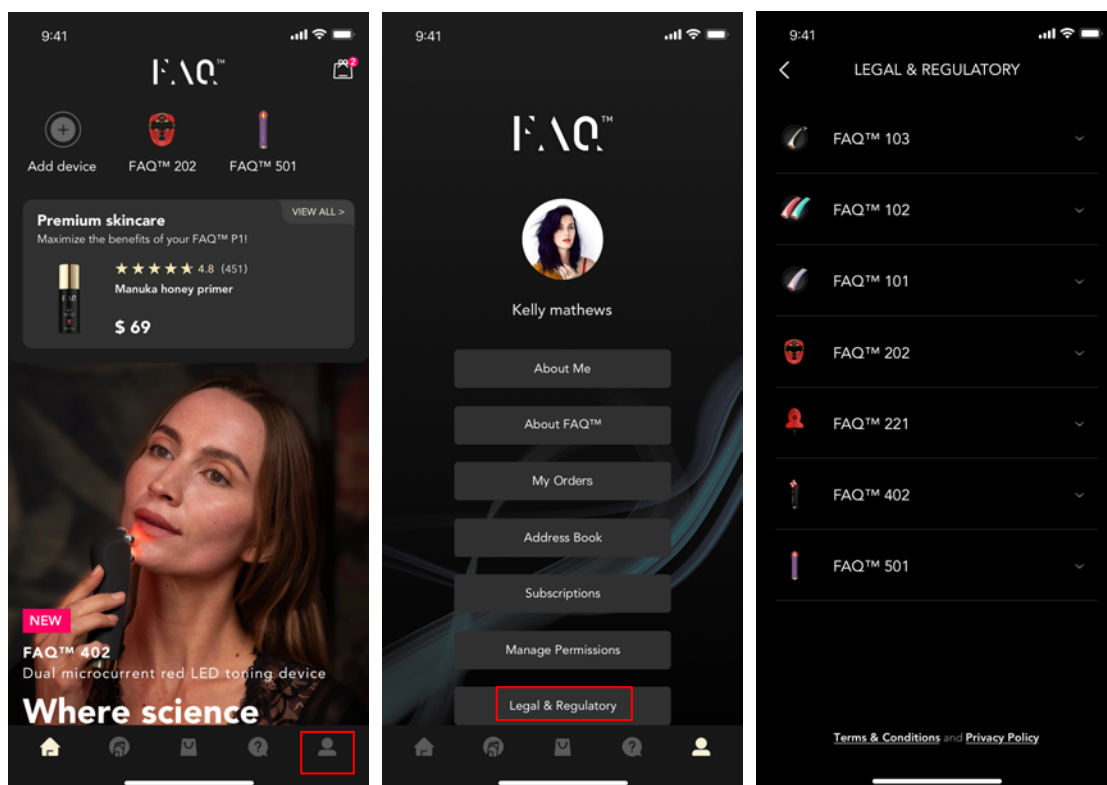 9:41
FAQ™
2
Add device
FAQ™ 202
FAQ™ 501
Premium skincare
VIEW ALL >
Maximize the benefits of your FAQ™ P1!
4.8 (451)
Manuka honey primer
$ 69
FAQ
NEW
FAQ™ 402
Dual microcurrent red LED toning device
Where science
?
9:41
FAQ™
Kelly mathews
About Me
About FAQ™
My Orders
Address Book
Subscriptions
Manage Permissions
Legal & Regulatory
?
9:41
LEGAL & REGULATORY
FAQ™ 103
FAQ™ 102
FAQ™ 101
FAQ™ 202
FAQ™ 221
FAQ™ 402
FAQ™ 501
Terms & Conditions and Privacy Policy